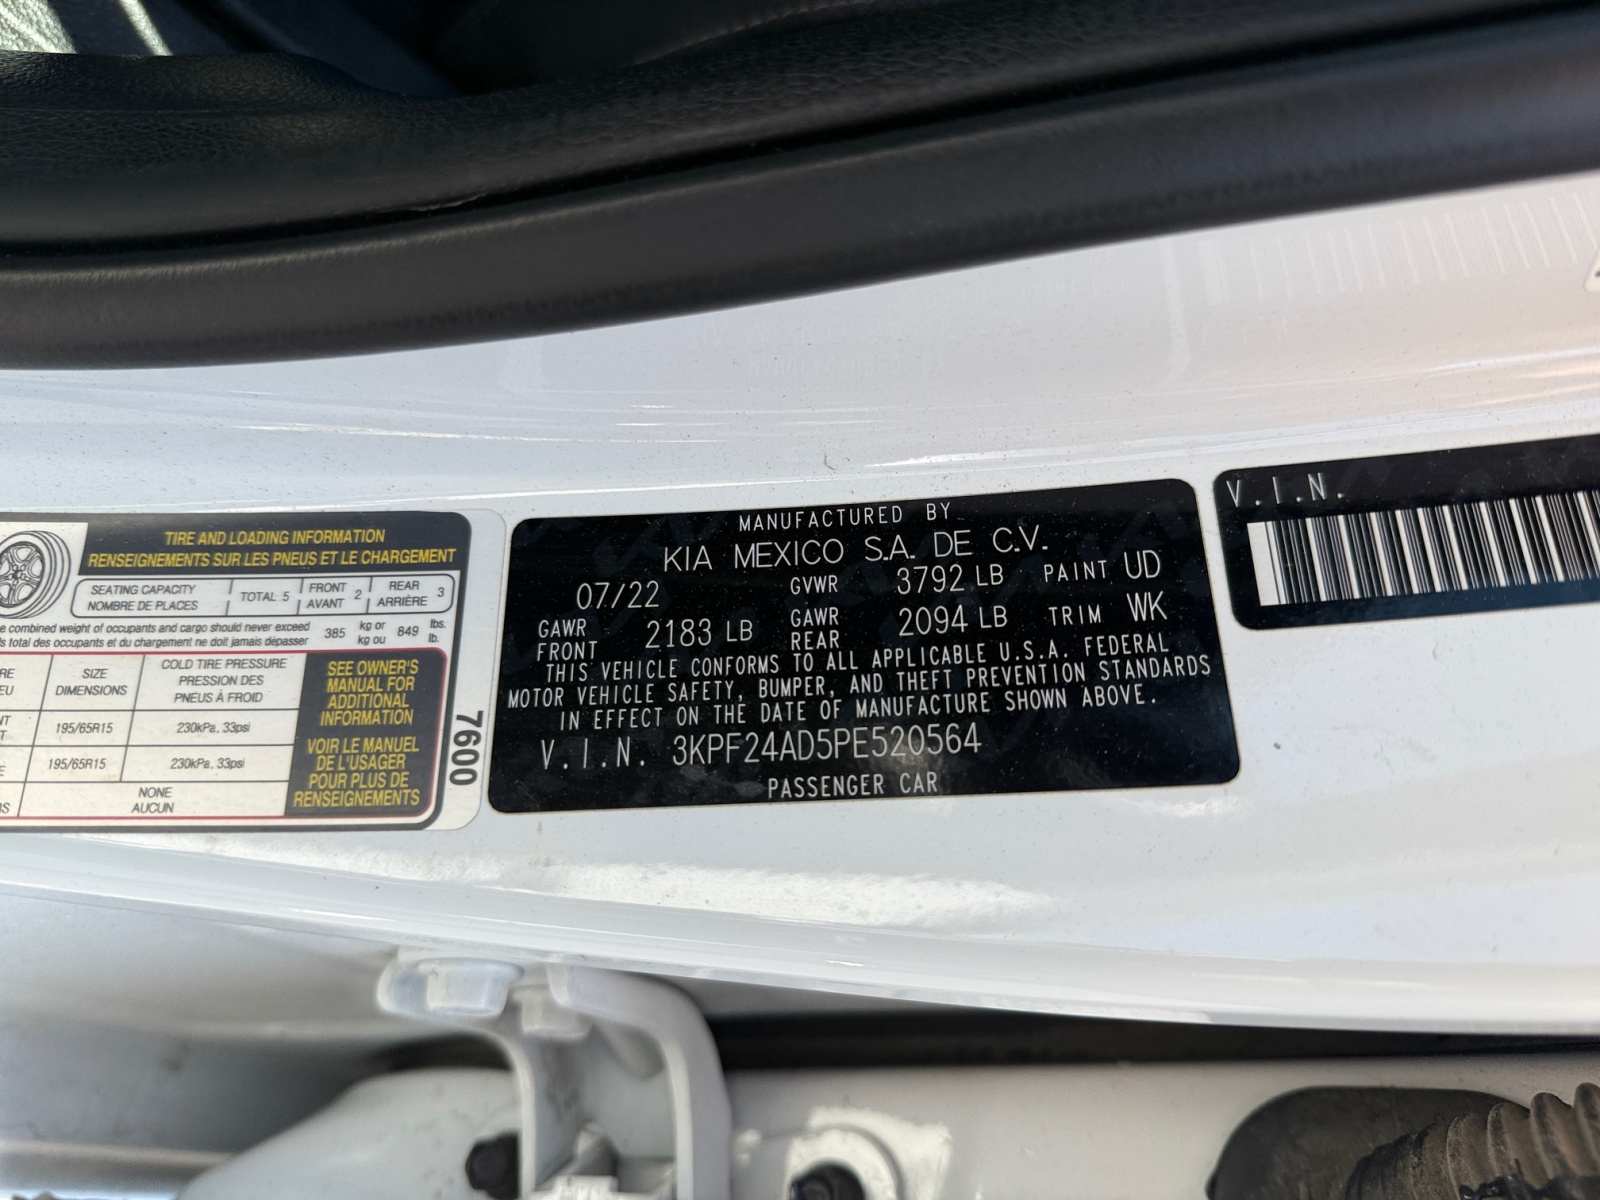 TIRE AND LOADING INFORMATION
RENSEIGNEMENTS SUR LES PNEUS ET LE CHARGEMENT
SEATING CAPACITY
NOMBRE DE PLACES
TOTAL 5
FRONT
AVANT
2
REAR
ARRIÈRE
3
combined weight of occupants and cargo should never exceed
total des occupants et du chargement ne doit jamais dépasser
385
kg or
kg ou
849
lbs.
lb.
SIZE
DIMENSIONS
COLD TIRE PRESSURE
PRESSION DES
PNEUS À FROID
195/65R15
230kPa, 33psi
195/65R15
230kPa, 33psi
NONE
AUCUN
SEE OWNER'S
MANUAL FOR
ADDITIONAL
INFORMATION
VOIR LE MANUEL
DE L'USAGER
POUR PLUS DE
RENSEIGNEMENTS
7600
MANUFACTURED BY
KIA MEXICO S.A. DE C.V.
07/22 GVWR 3792 LB PAINT UD
GAWR FRONT 2183 LB GAWR REAR 2094 LB TRIM WK
THIS VEHICLE CONFORMS TO ALL APPLICABLE U.S.A. FEDERAL
MOTOR VEHICLE SAFETY, BUMPER, AND THEFT PREVENTION STANDARDS
IN EFFECT ON THE DATE OF MANUFACTURE SHOWN ABOVE.
V.I.N. 3KPF24AD5PE520564
PASSENGER CAR
V.I.N.